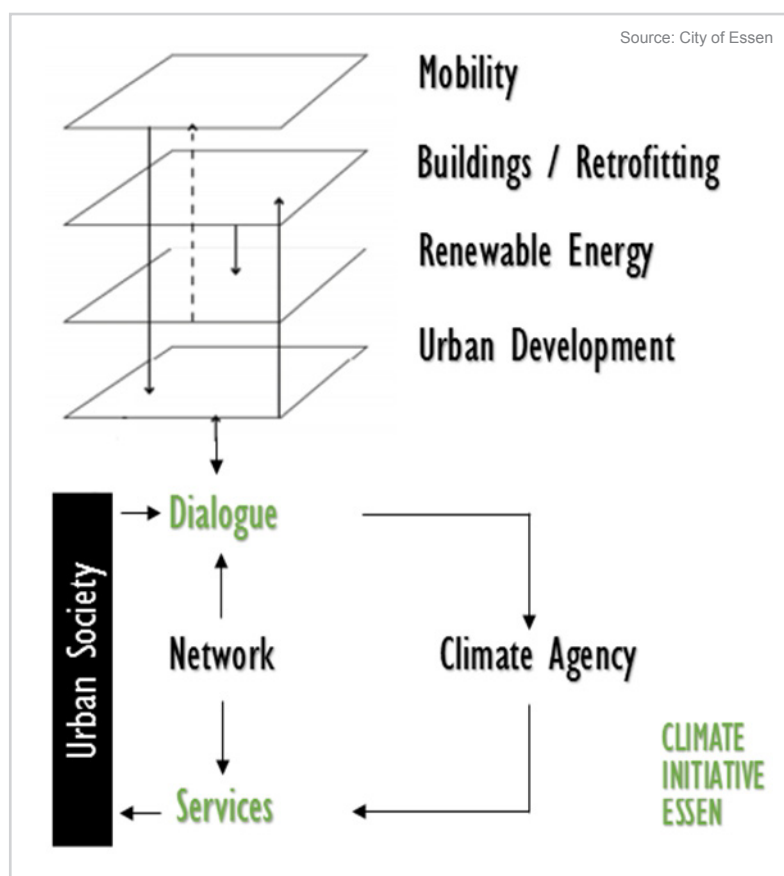 Source: City of Essen
Mobility
Buildings / Retrofitting
Renewable Energy
Urban Development
Dialogue
Urban Society
Network
Climate Agency
Services
CLIMATE
INITIATIVE
ESSEN